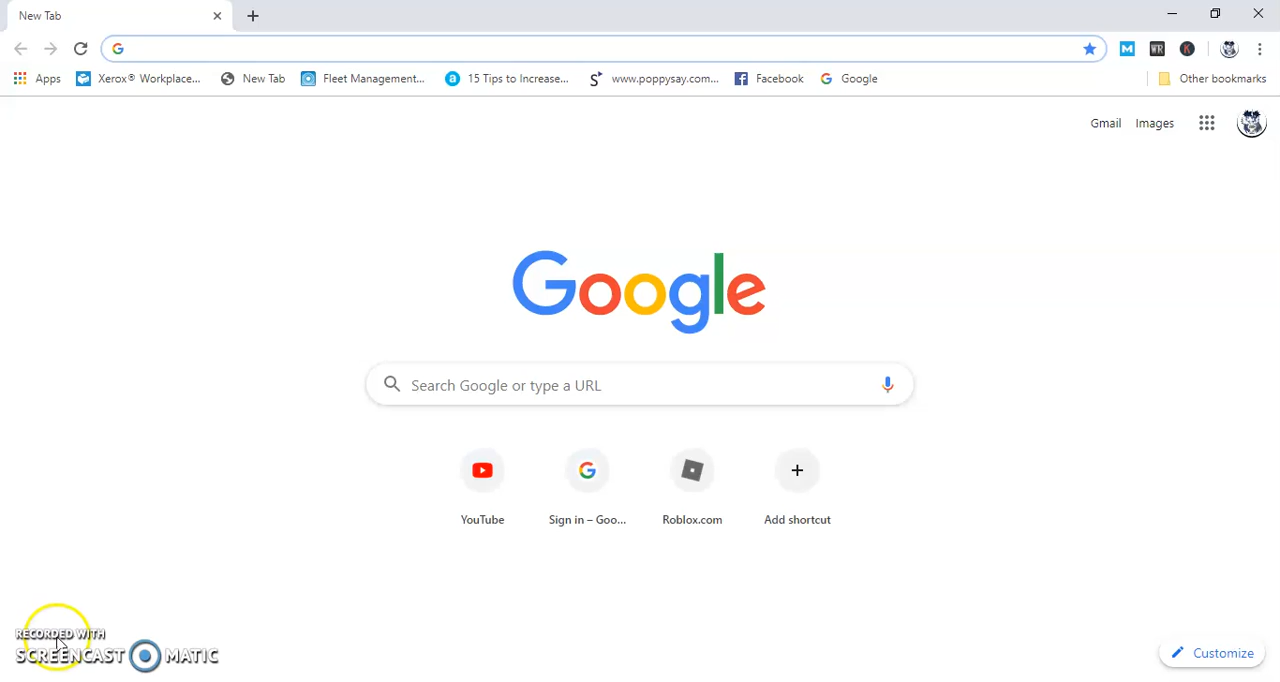 New Tab
Apps Xerox® Workplace... New Tab Fleet Management... 15 Tips to Increase... www.poppysay.com... Facebook Google Other bookmarks
Gmail Images
Google
Search Google or type a URL
YouTube Sign in – Goo... Roblox.com Add shortcut
RECORDED WITH
SCREENCAST MATIC
Customize